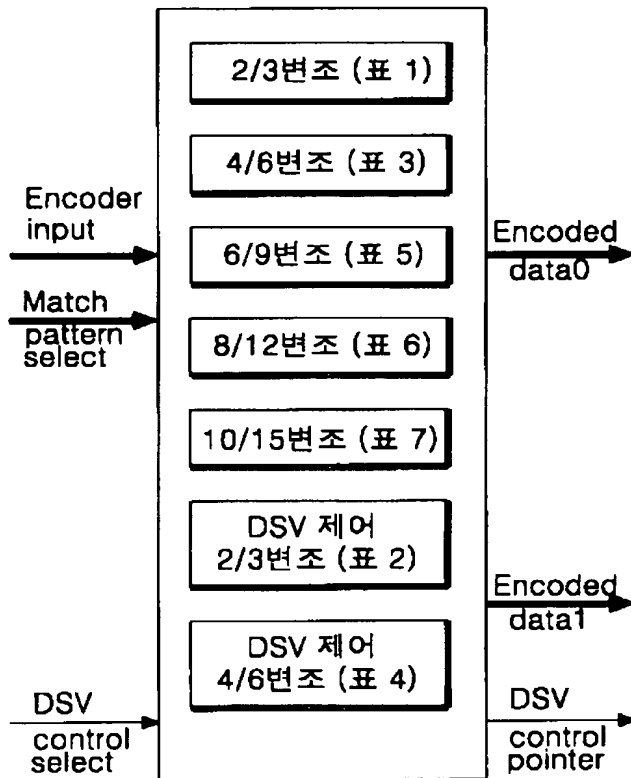 2/3변조 (표 1)
4/6변조 (표 3)
Encoder
input
6/9변조 (표 5)
Encoded
data0
Match
pattern
select
8/12변조 (표 6)
10/15변조 (표 7)
DSV 제어
2/3변조 (표 2)
Encoded
data1
DSV 제어
4/6변조 (표 4)
DSV
control
select
DSV
control
pointer